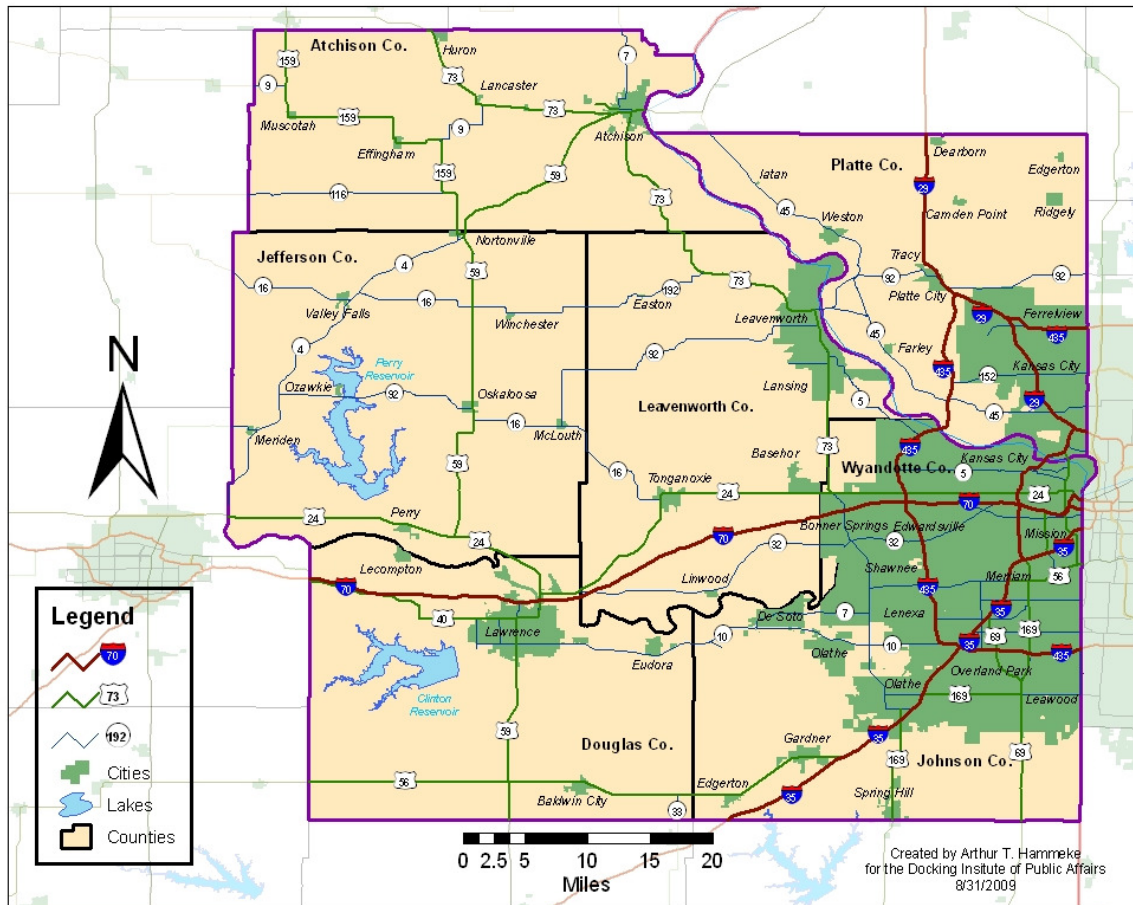 Atchison Co.
Huron
159
73
7
9
Lancaster
73
Muscotah
159
9
Atchison
Effingham
159
59
Platte Co.
Dearborn
Edgerton
29
116
73
Iatan
45
Weston
Camden Point
Ridgely
Nortonville
Jefferson Co.
4
59
Tracy
92
92
16
16
192
Easton
73
Platte City
Valley Falls
Winchester
Leavenworth
29
Ferrelview
435
45
Farley
4
92
Perry
Reservoir
Kansas City
435
152
Lansing
29
Ozawkie
92
Oskaloosa
Leavenworth Co.
5
45
16
McLouth
Meriden
73
435
Kansas City
Basehor
Wyandotte Co.
59
16
5
Tonganoxie
24
24
70
24
Perry
Bonner Springs
Edwardsville
24
70
32
32
Mission
35
Lecompton
Shawnee
56
Linwood
Merriam
70
435
De Soto
7
Lenexa
35
40
Lawrence
169
10
69
10
35
Eudora
Olathe
435
Overland Park
Clinton
Reservoir
Olathe
169
Leawood
59
35
Douglas Co.
Gardner
69
169
Johnson Co.
56
Edgerton
35
Baldwin City
33
Spring Hill
N
Legend
70
73
192
Cities
Lakes
Counties
0 2.5 5 10 15 20
Miles
Created by Arthur T. Hammeke
for the Docking Insitute of Public Affairs
8/31/2009